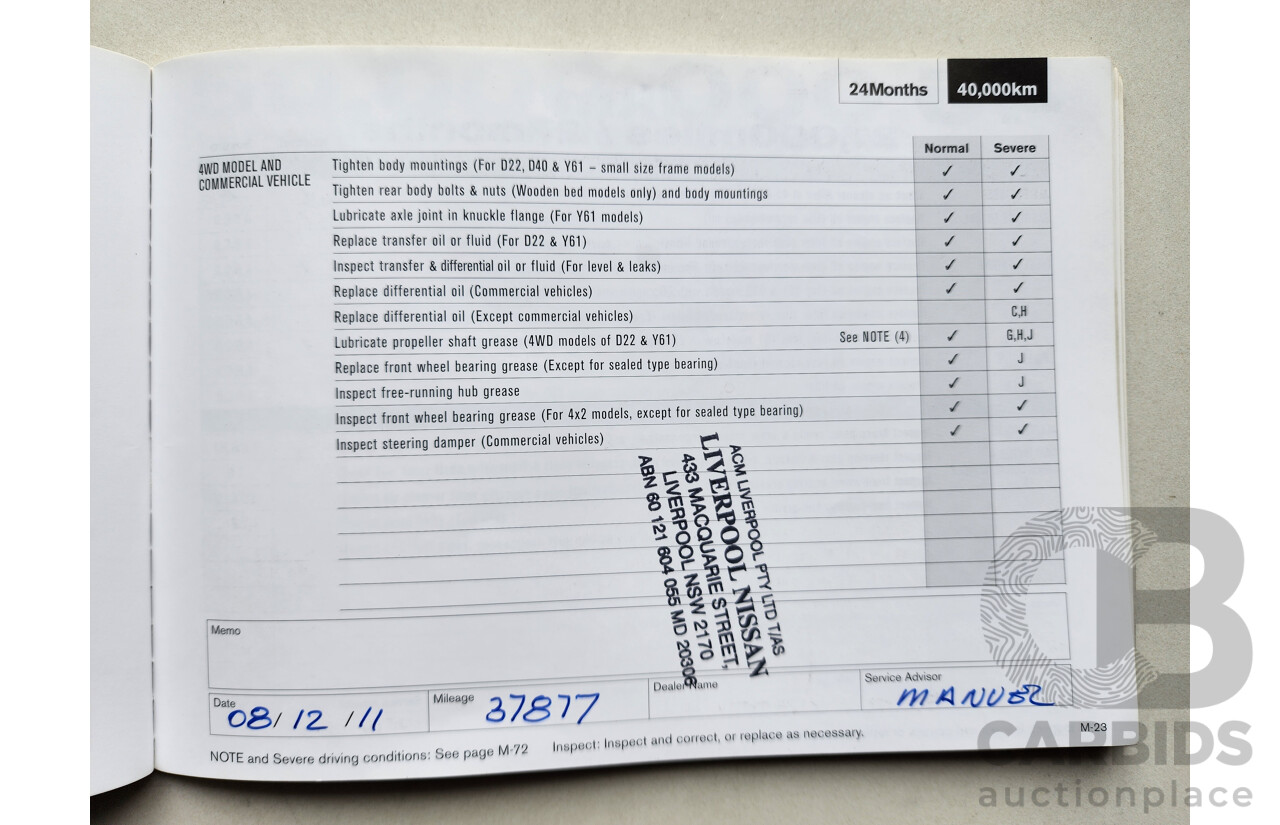 24Months 40,000km
Normal Severe
4WD MODEL AND
COMMERCIAL VEHICLE
Tighten body mountings (For D22, D40 & Y61 – small size frame models) ✓ ✓
Tighten rear body bolts & nuts (Wooden bed models only) and body mountings ✓ ✓
Lubricate axle joint in knuckle flange (For Y61 models) ✓ ✓
Replace transfer oil or fluid (For D22 & Y61) ✓ ✓
Inspect transfer & differential oil or fluid (For level & leaks) ✓ ✓
Replace differential oil (Commercial vehicles) ✓ ✓
Replace differential oil (Except commercial vehicles) C,H
Lubricate propeller shaft grease (4WD models of D22 & Y61) See NOTE (4) ✓ G,H,J
Replace front wheel bearing grease (Except for sealed type bearing) ✓ J
Inspect free-running hub grease ✓ J
Inspect front wheel bearing grease (For 4x2 models, except for sealed type bearing) ✓ ✓
Inspect steering damper (Commercial vehicles) ✓ ✓
ACM LIVERPOOL PTY LTD T/AS
LIVERPOOL NISSAN
433 MACQUARIE STREET,
LIVERPOOL NSW 2170
ABN 60 121 604 055 MD 20306
Memo
Date 08/12/11
Mileage 37877
Dealer Name
Service Advisor MANUEL
NOTE and Severe driving conditions: See page M-72 Inspect: Inspect and correct, or replace as necessary.
M-23
CB
CARBIDS
auctionplace